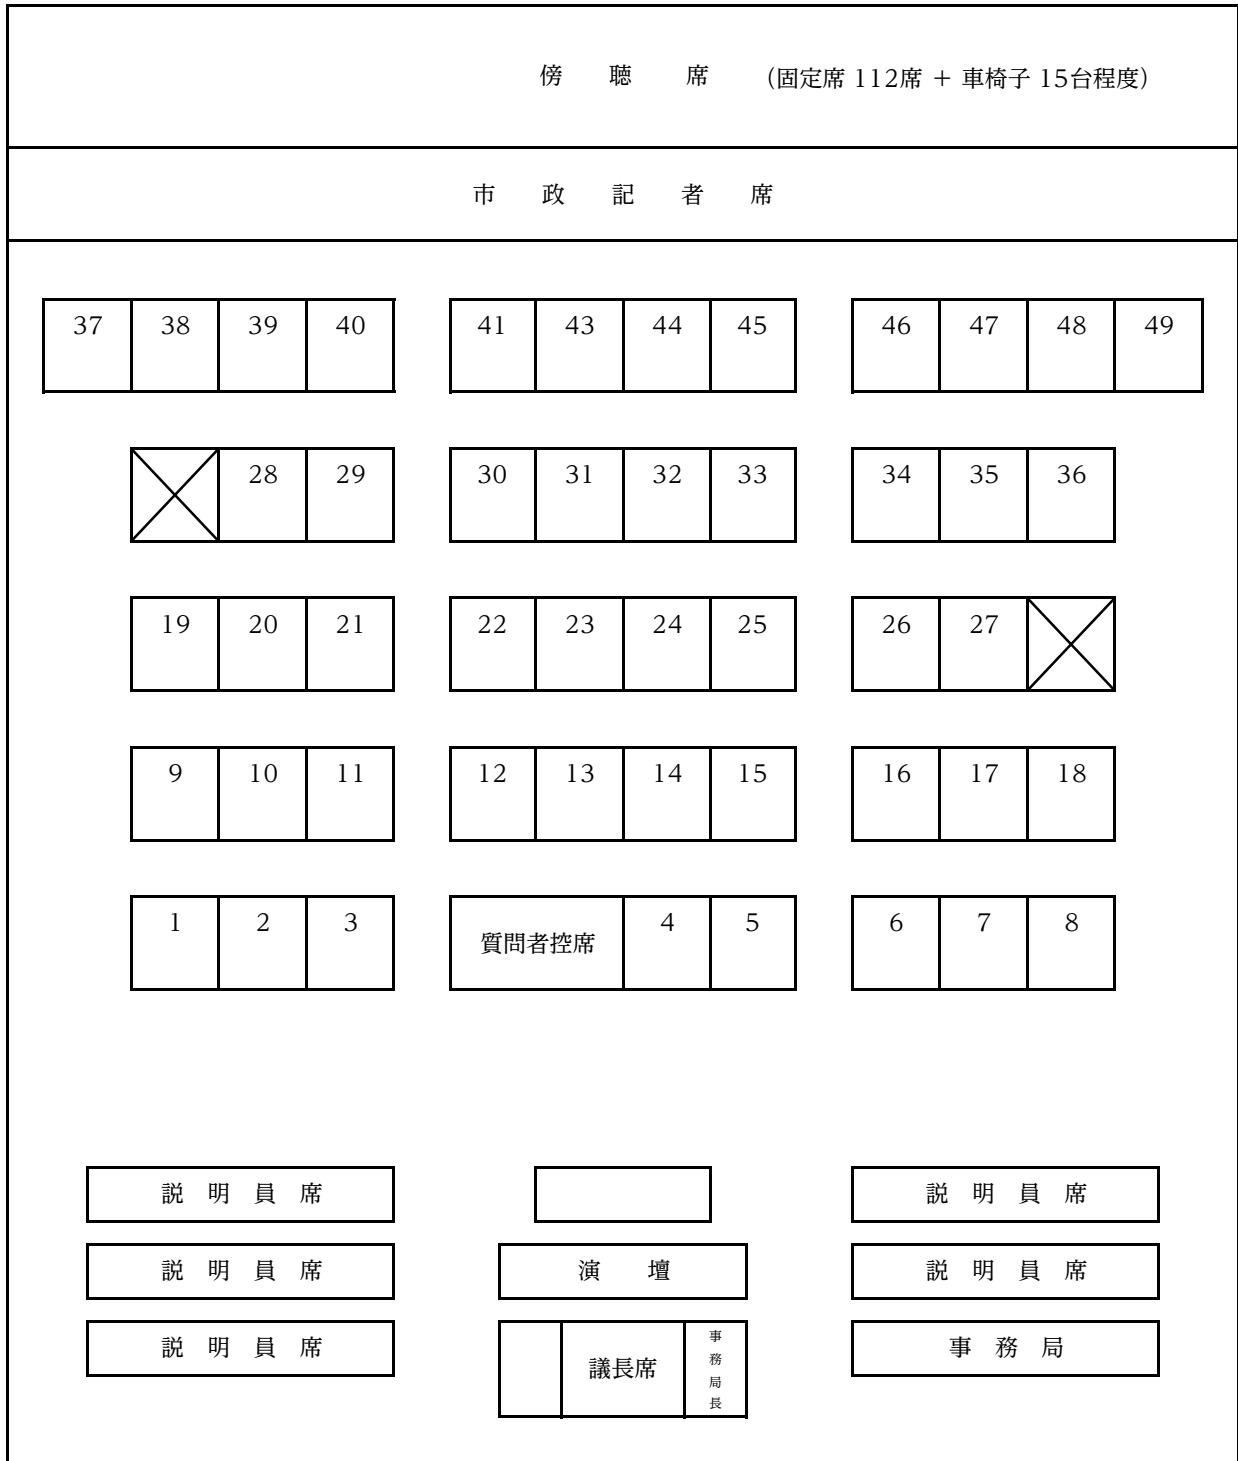 傍　聴　席　（固定席 112席 ＋ 車椅子 15台程度）
市　政　記　者　席
37 38 39 40 41 43 44 45 46 47 48 49
28 29 30 31 32 33 34 35 36
19 20 21 22 23 24 25 26 27
9 10 11 12 13 14 15 16 17 18
1 2 3 質問者控席 4 5 6 7 8
説　明　員　席 説　明　員　席
説　明　員　席 演　壇 説　明　員　席
説　明　員　席 議長席 事務局長 事　務　局